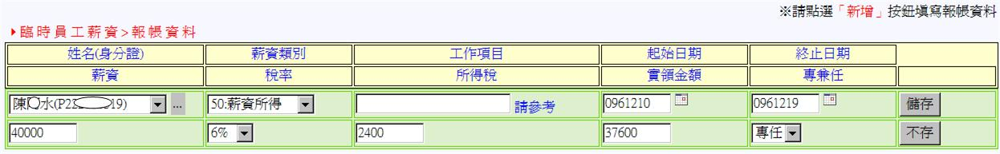 ※請點選「新增」按鈕填寫報帳資料
臨時員工薪資>報帳資料
姓名(身分證) 薪資類別 工作項目 起始日期 終止日期
薪資 稅率 所得稅 實領金額 專兼任
陳 水(P22 19) ... 50:薪資所得 請參考 0961210 0961219 儲存
40000 6% 2400 37600 專任 不存